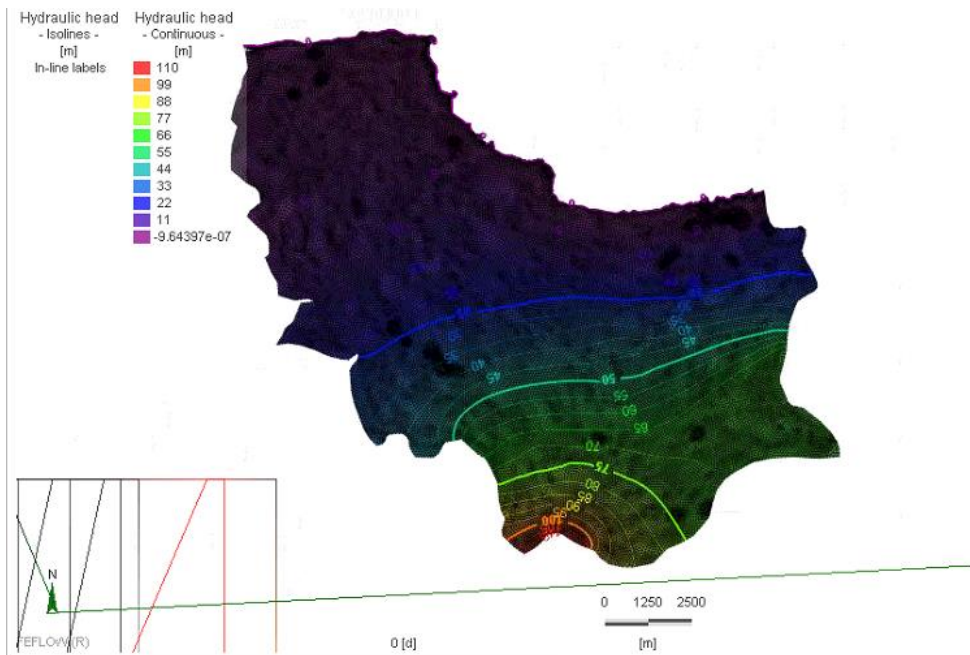 Hydraulic head
- Isolines -
[m]
In-line labels
Hydraulic head
- Continuous -
[m]
110
99
88
77
66
55
44
33
22
11
-9.64397e-07
45
50
55
60
65
70
75
80
85
90
100
40
45
40
45
N
FEFLOW (R)
0 [d]
0 1250 2500
[m]